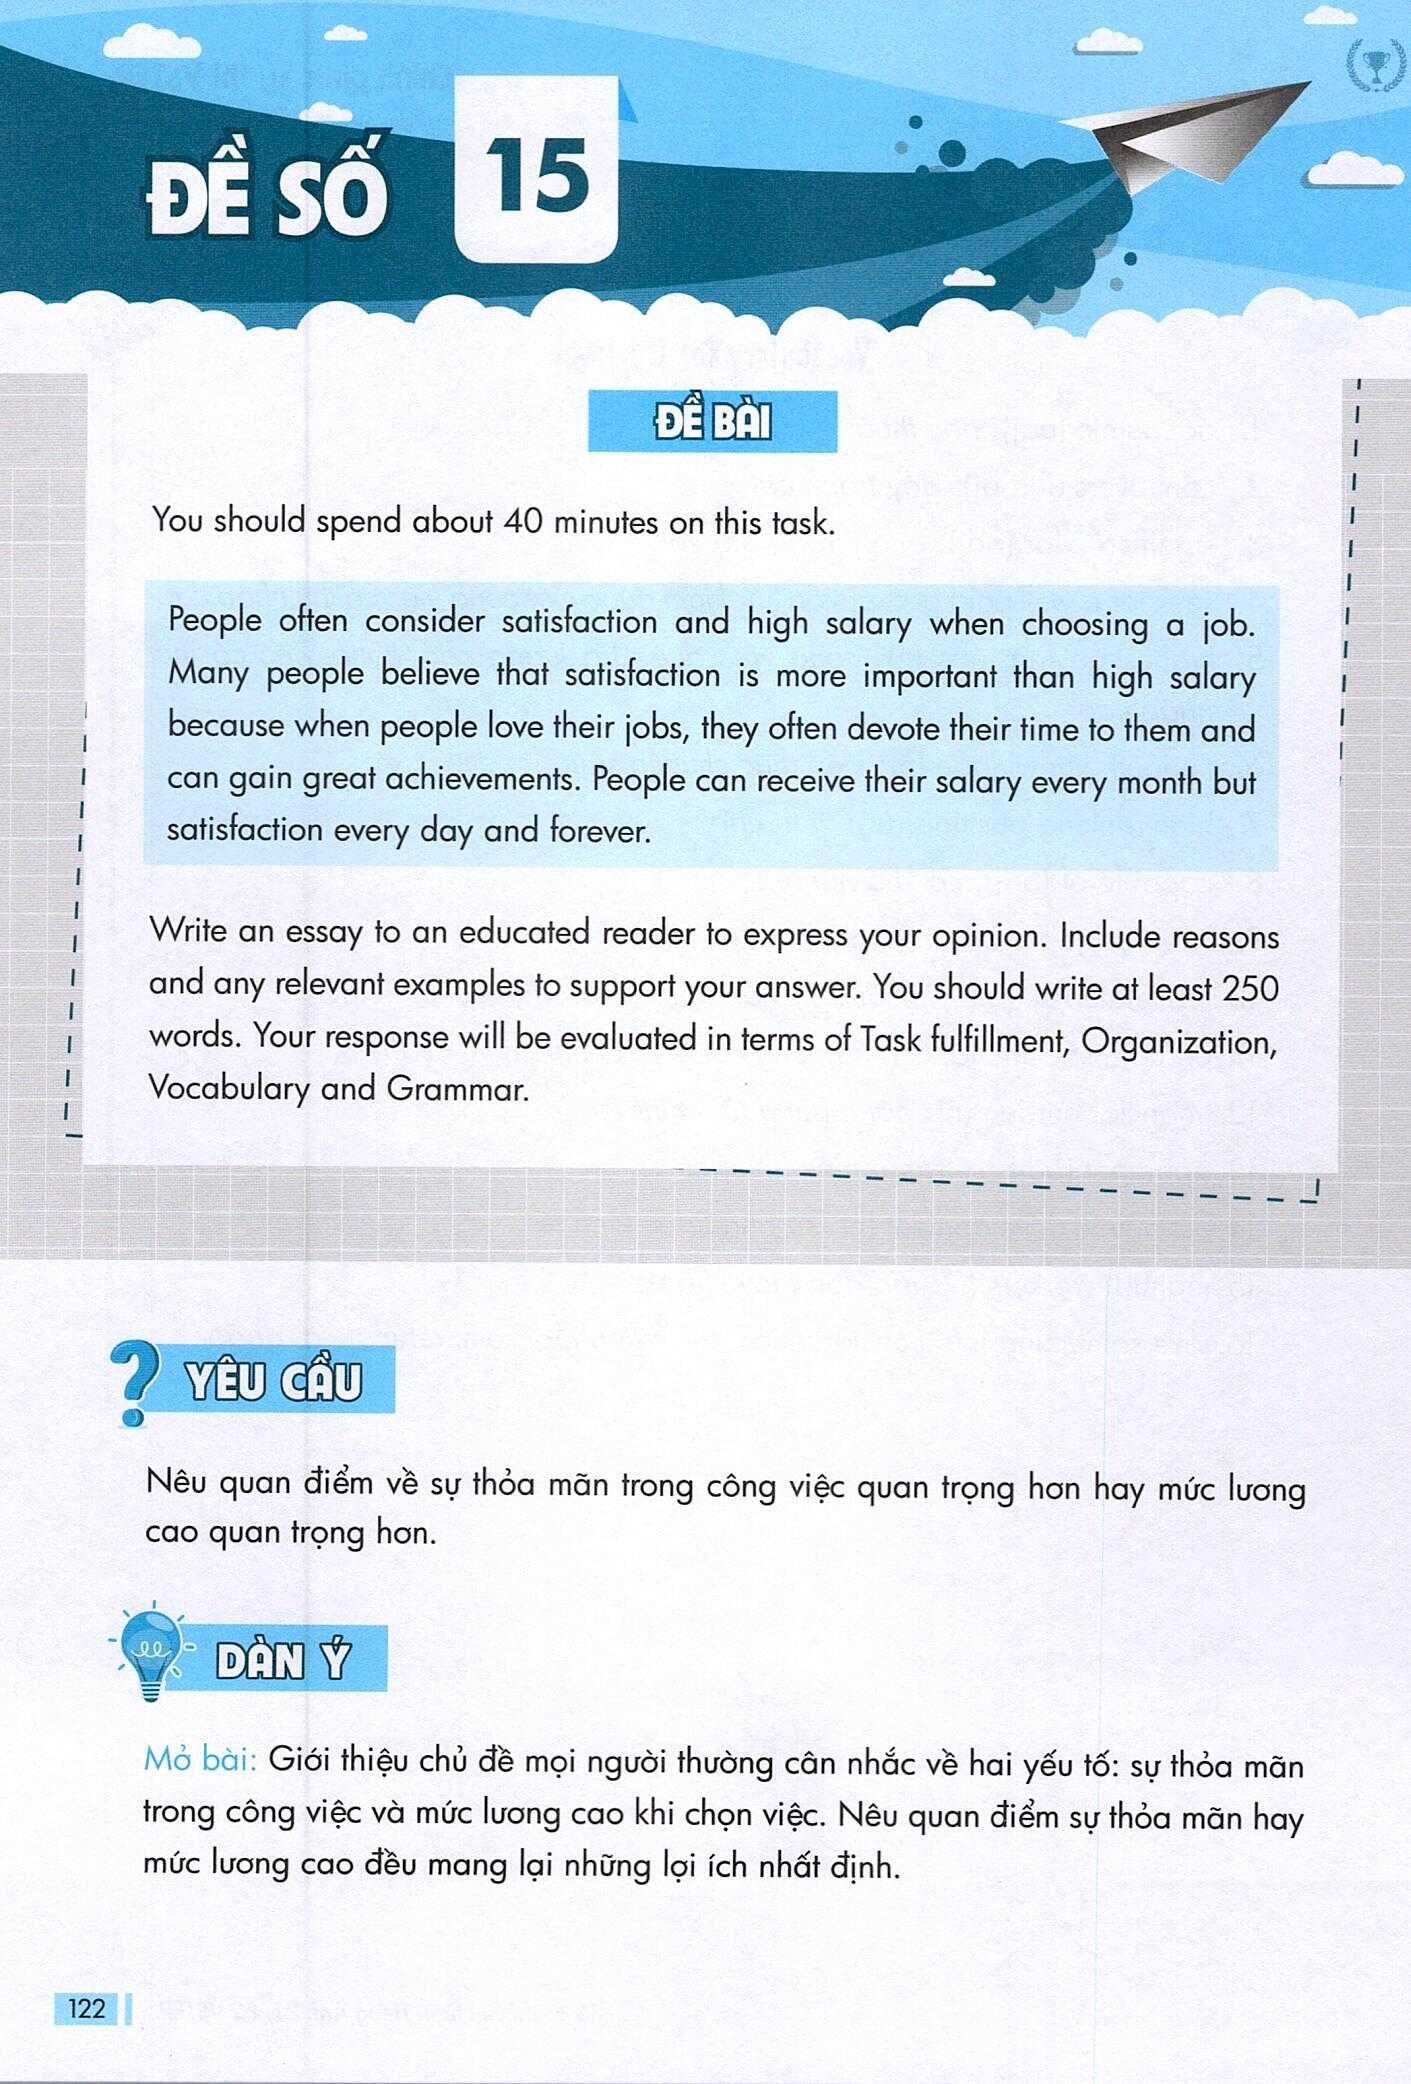 ĐỀ SỐ 15
ĐỀ BÀI
You should spend about 40 minutes on this task.
People often consider satisfaction and high salary when choosing a job.
Many people believe that satisfaction is more important than high salary
because when people love their jobs, they often devote their time to them and
can gain great achievements. People can receive their salary every month but
satisfaction every day and forever.
Write an essay to an educated reader to express your opinion. Include reasons
and any relevant examples to support your answer. You should write at least 250
words. Your response will be evaluated in terms of Task fulfillment, Organization,
Vocabulary and Grammar.
YÊU CẦU
Nêu quan điểm về sự thỏa mãn trong công việc quan trọng hơn hay mức lương
cao quan trọng hơn.
DÀN Ý
Mở bài: Giới thiệu chủ đề mọi người thường cân nhắc về hai yếu tố: sự thỏa mãn
trong công việc và mức lương cao khi chọn việc. Nêu quan điểm sự thỏa mãn hay
mức lương cao đều mang lại những lợi ích nhất định.
122